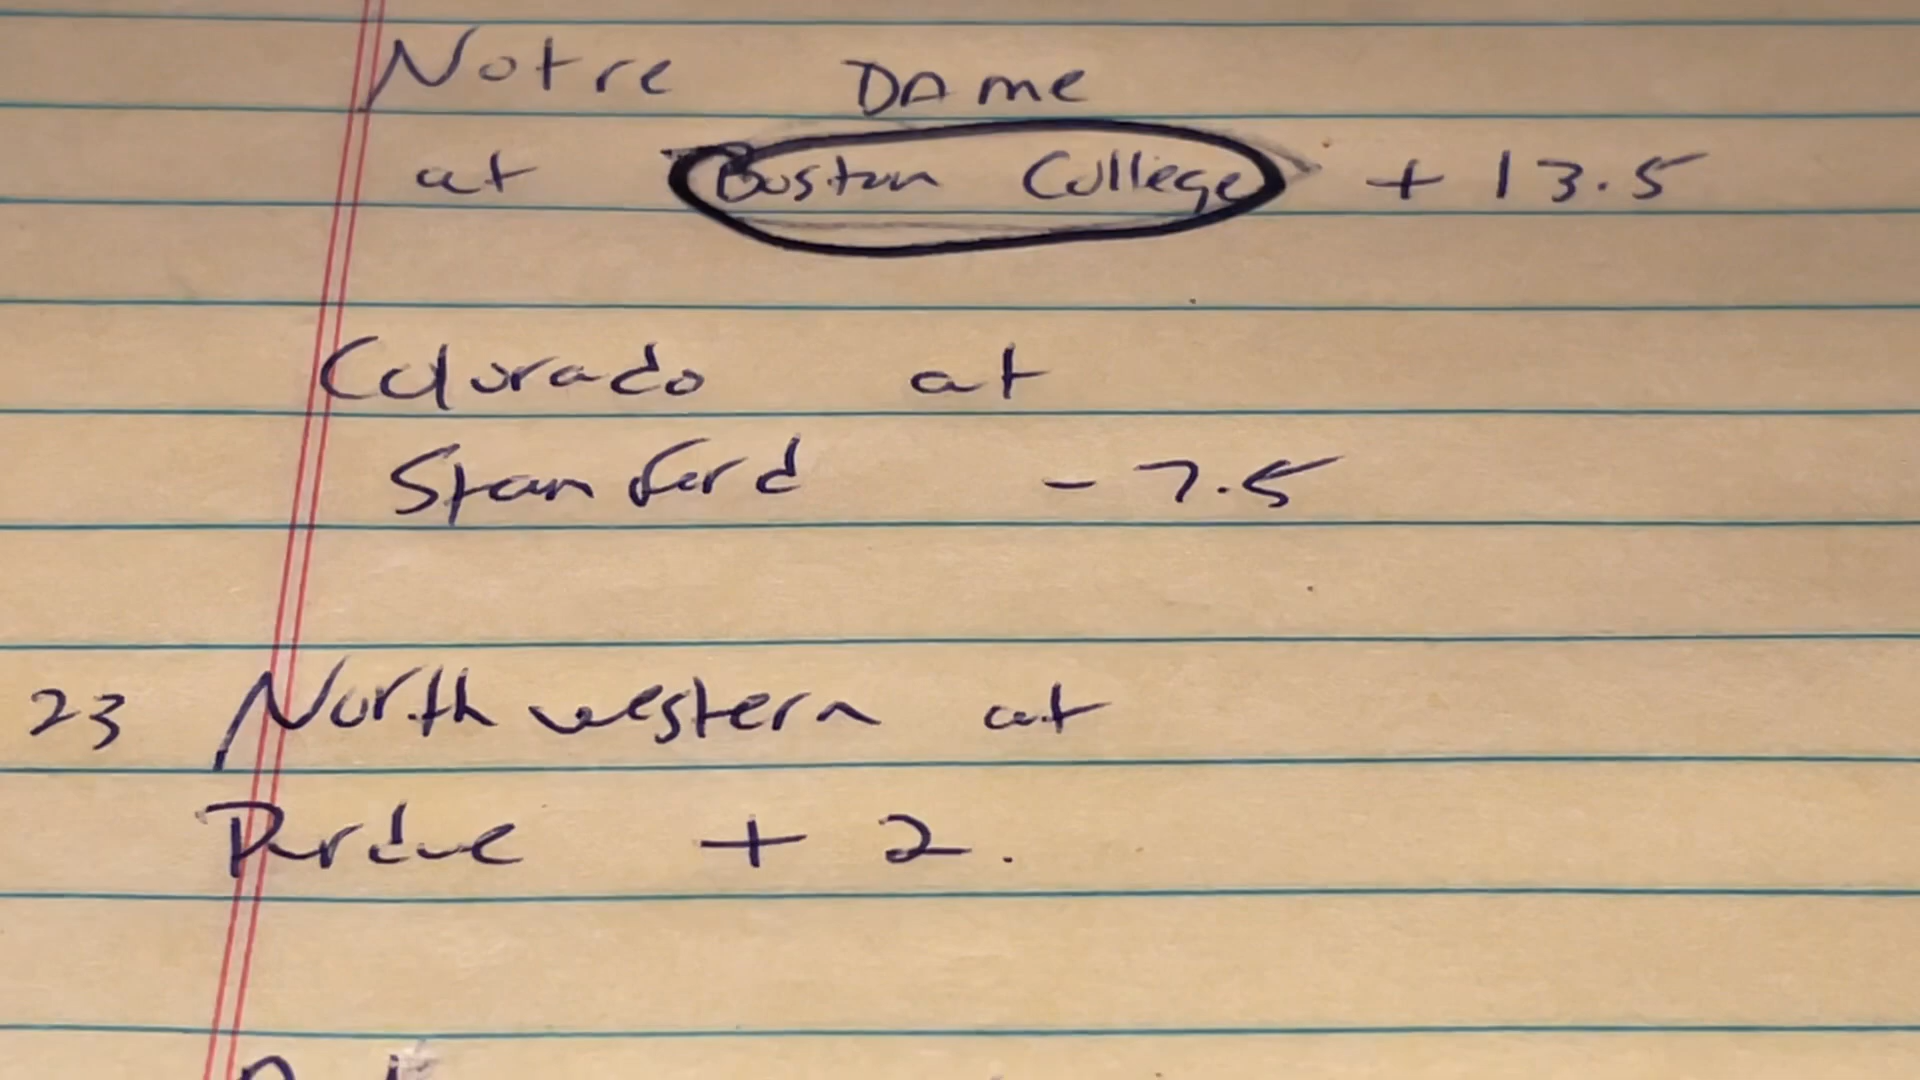 Notre DAme
at Boston College + 13.5
Colorado at
Stanford - 7.5
23 Northwestern at
Purdue + 2.